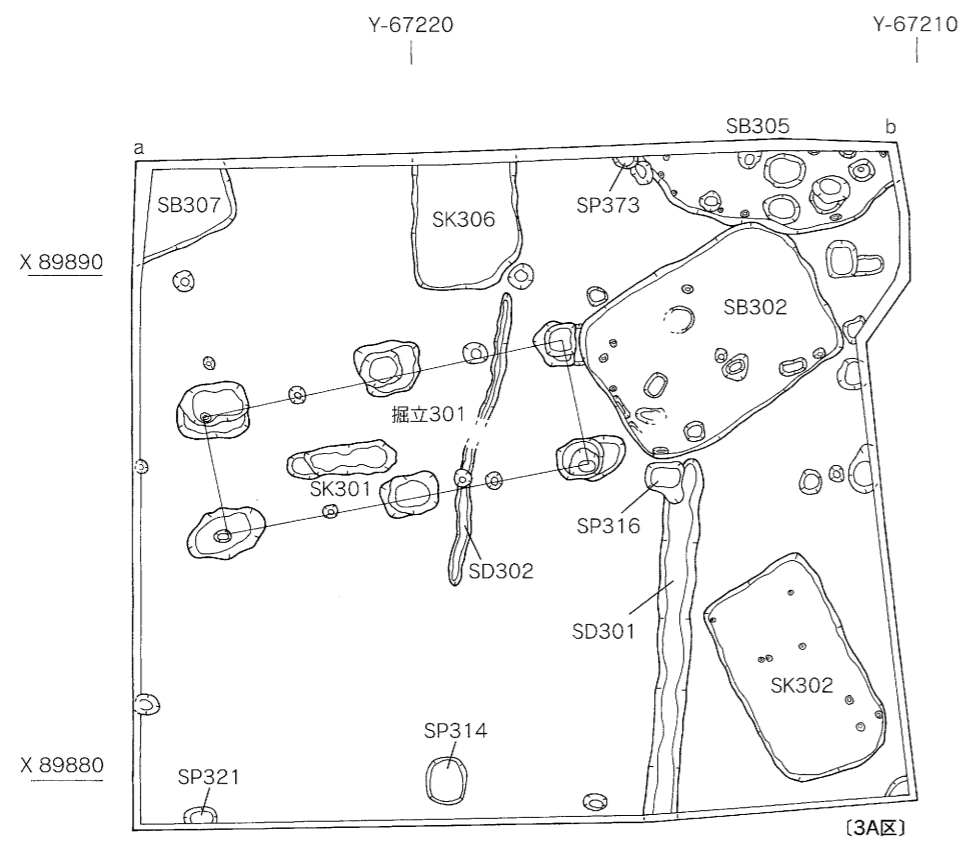 Y-67220
Y-67210
SB305
a
b
SB307
SK306
SP373
X 89890
SB302
掘立301
SK301
SP316
SD302
SD301
SK302
SP314
X 89880
SP321
〔3A区〕